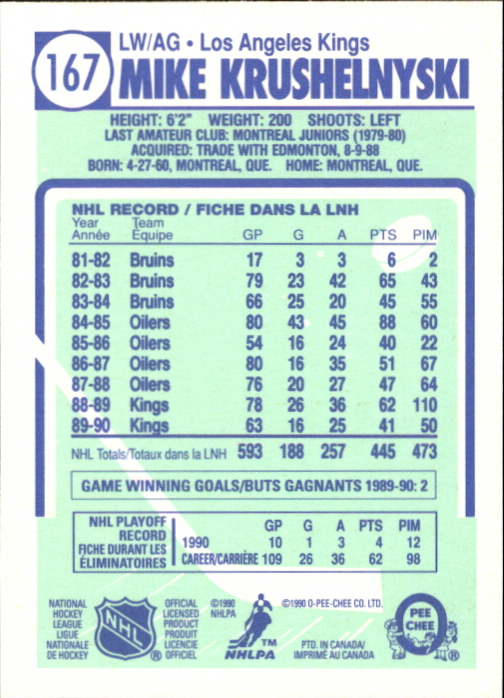 167
LW/AG • Los Angeles Kings
MIKE KRUSHELNYSKI
HEIGHT: 6'2" WEIGHT: 200 SHOOTS: LEFT
LAST AMATEUR CLUB: MONTREAL JUNIORS (1979-80)
ACQUIRED: TRADE WITH EDMONTON, 8-9-88
BORN: 4-27-60, MONTREAL, QUE. HOME: MONTREAL, QUE.
NHL RECORD / FICHE DANS LA LNH
Year Team
Année Équipe GP G A PTS PIM
81-82 Bruins 17 3 3 6 2
82-83 Bruins 79 23 42 65 43
83-84 Bruins 66 25 20 45 55
84-85 Oilers 80 43 45 88 60
85-86 Oilers 54 16 24 40 22
86-87 Oilers 80 16 35 51 67
87-88 Oilers 76 20 27 47 64
88-89 Kings 78 26 36 62 110
89-90 Kings 63 16 25 41 50
NHL Totals/Totaux dans la LNH 593 188 257 445 473
GAME WINNING GOALS/BUTS GAGNANTS 1989-90: 2
NHL PLAYOFF
RECORD
FICHE DURANT LES
ÉLIMINATOIRES
GP G A PTS PIM
1990 10 1 3 4 12
CAREER/CARRIÈRE 109 26 36 62 98
NATIONAL
HOCKEY
LEAGUE
LIGUE
NATIONALE
DE HOCKEY
NHL
®
OFFICIAL
LICENSED
PRODUCT
PRODUIT
LICENCIE
OFFICIEL
©1990
NHLPA
TM
NHLPA
©1990 O-PEE-CHEE CO. LTD.
PTD. IN CANADA/
IMPRIMÉ AU CANADA
PEE
CHEE
®